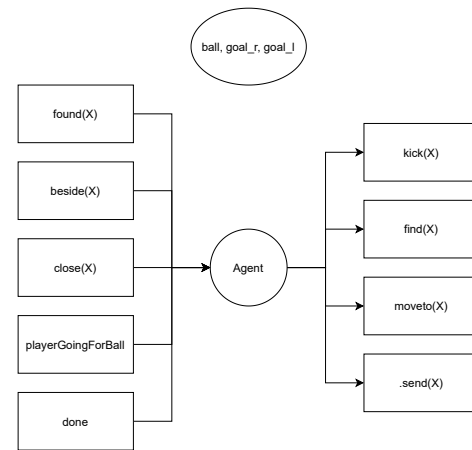 ball, goal_r, goal_l
found(X)
beside(X)
close(X)
playerGoingForBall
done
Agent
kick(X)
find(X)
moveto(X)
.send(X)